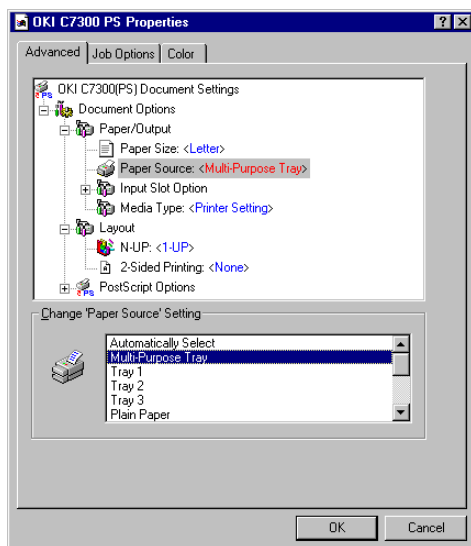 OKI C7300 PS Properties
Advanced
Job Options
Color
OKI C7300(PS) Document Settings
Document Options
Paper/Output
Paper Size: <Letter>
Paper Source: <Multi-Purpose Tray>
Input Slot Option
Media Type: <Printer Setting>
Layout
N-UP: <1-UP>
2-Sided Printing: <None>
PostScript Options
Change 'Paper Source' Setting
Automatically Select
Multi-Purpose Tray
Tray 1
Tray 2
Tray 3
Plain Paper
OK
Cancel